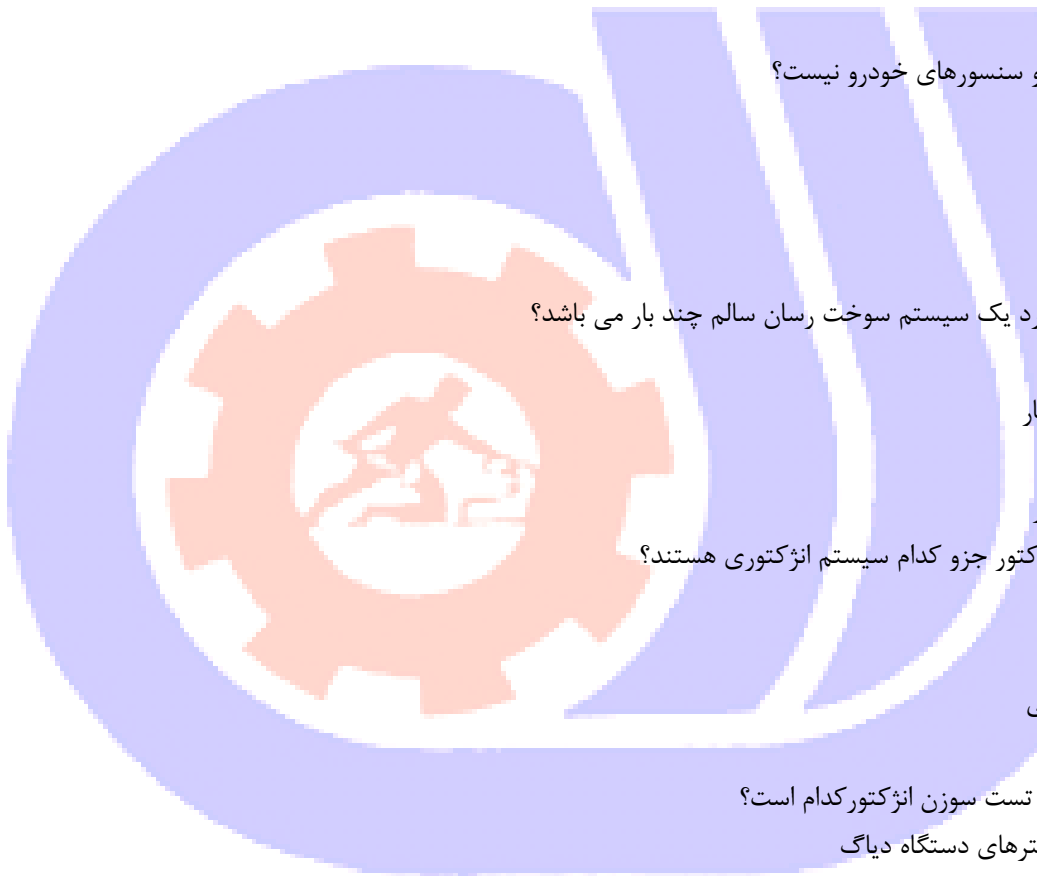 و سنسورهای خودرو نیست؟
رد یک سیستم سوخت رسان سالم چند بار می باشد؟
ار
کتور جزو کدام سیستم انژکتوری هستند؟
تست سوزن انژکتورکدام است؟
ترهای دستگاه دیاگ